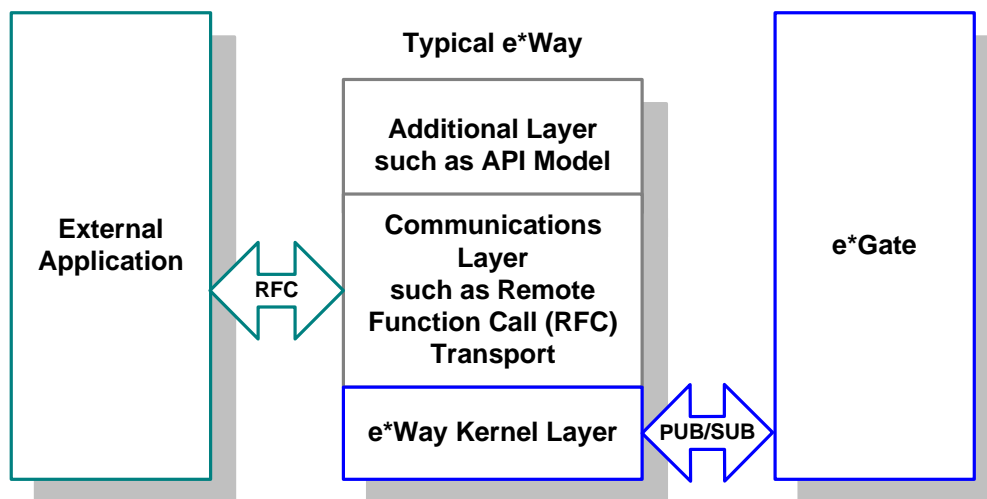 Typical e*Way
External
Application
RFC
Additional Layer
such as API Model
Communications
Layer
such as Remote
Function Call (RFC)
Transport
e*Way Kernel Layer
PUB/SUB
e*Gate